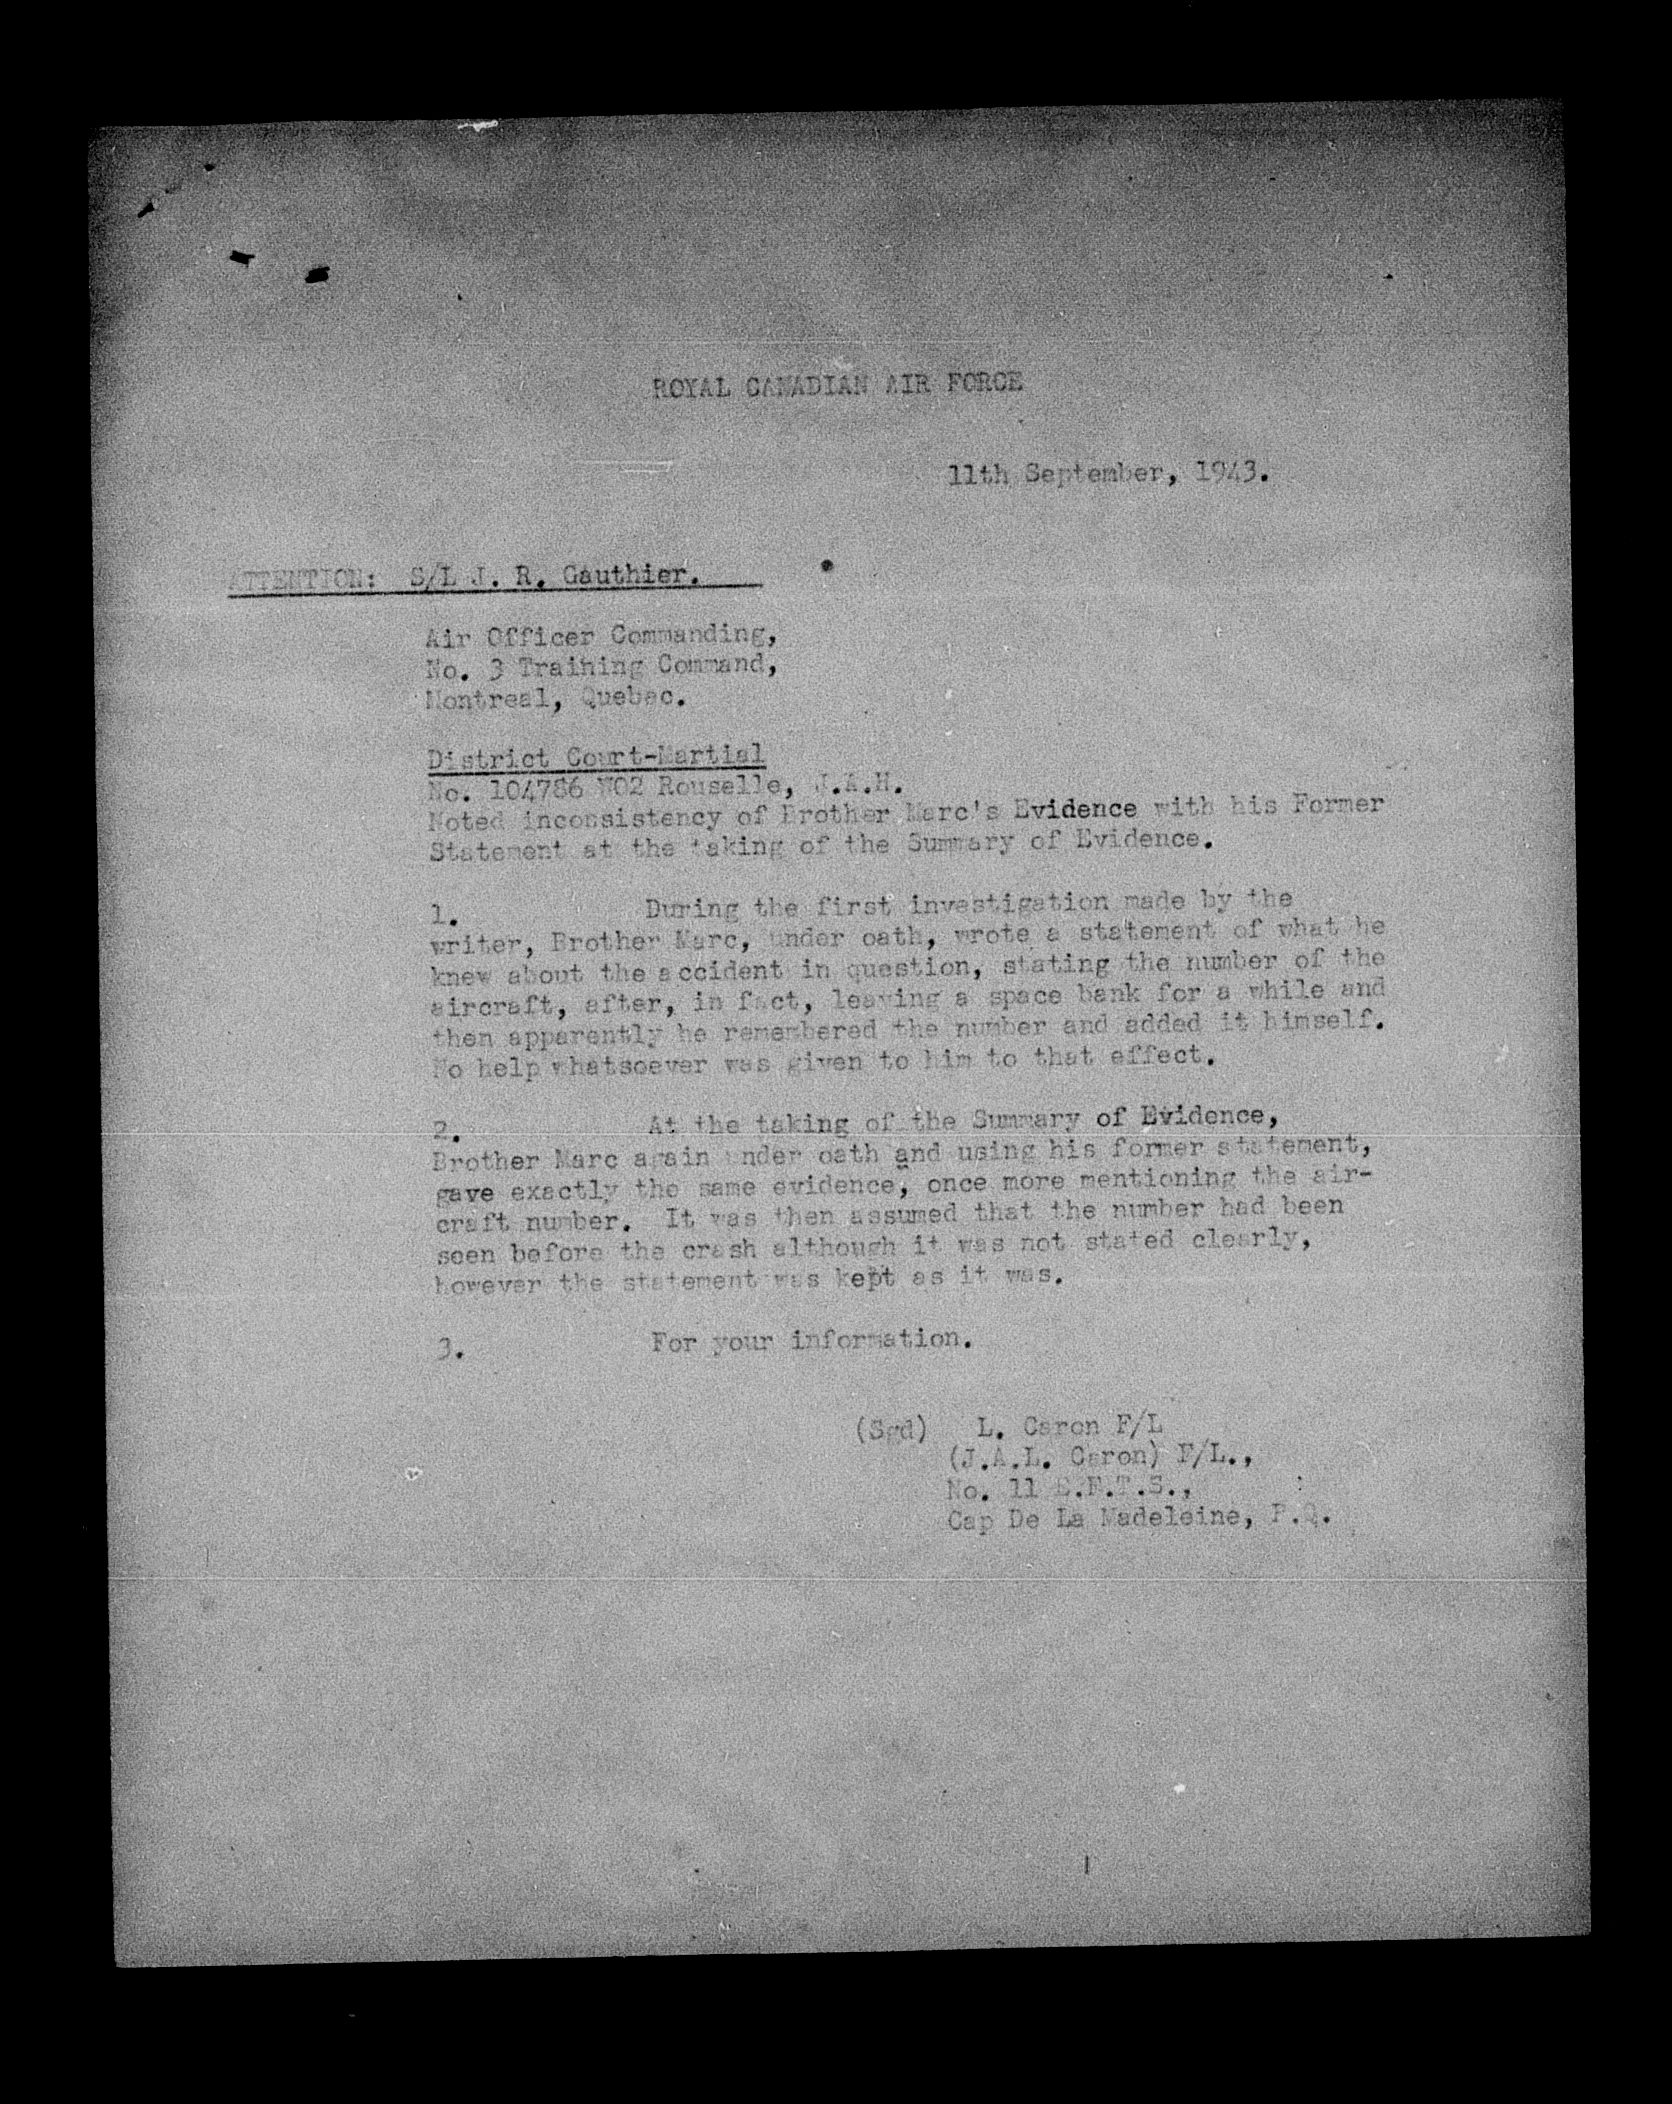 ROYAL CANADIAN AIR FORCE
11th September, 1943.
ATTENTION: S/L J. R. Gauthier.
Air Officer Commanding,
No. 3 Training Command,
Montreal, Quebec.
District Court-Martial
No. 104786 WO2 Rouselle, J.A.H.
Noted inconsistency of Brother Marc's Evidence with his Former
Statement at the taking of the Summary of Evidence.
1. During the first investigation made by the
writer, Brother Marc, under oath, wrote a statement of what he
knew about the accident in question, stating the number of the
aircraft, after, in fact, leaving a space bank for a while and
then apparently he remembered the number and added it himself.
No help whatsoever was given to him to that effect.
2. At the taking of the Summary of Evidence,
Brother Marc again under oath and using his former statement,
gave exactly the same evidence, once more mentioning the air-
craft number. It was then assumed that the number had been
seen before the crash although it was not stated clearly,
however the statement was kept as it was.
3. For your information.
(Sgd) L. Caron F/L
(J.A.L. Caron) F/L.,
No. 11 E.F.T.S.,
Cap De La Madeleine, P.Q.